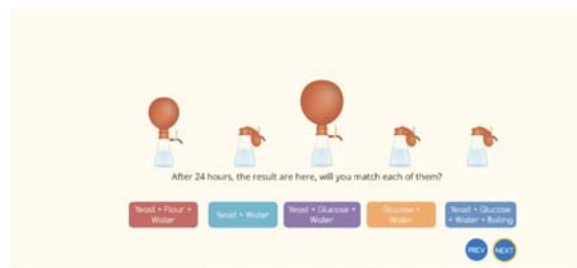 After 24 hours, the result are here, will you match each of them?
Yeast + Flour +
Water
Yeast + Water
Yeast + Glucose +
Water
Glucose +
Water
Yeast + Glucose
+ Water + Boiling
PREV
NEXT